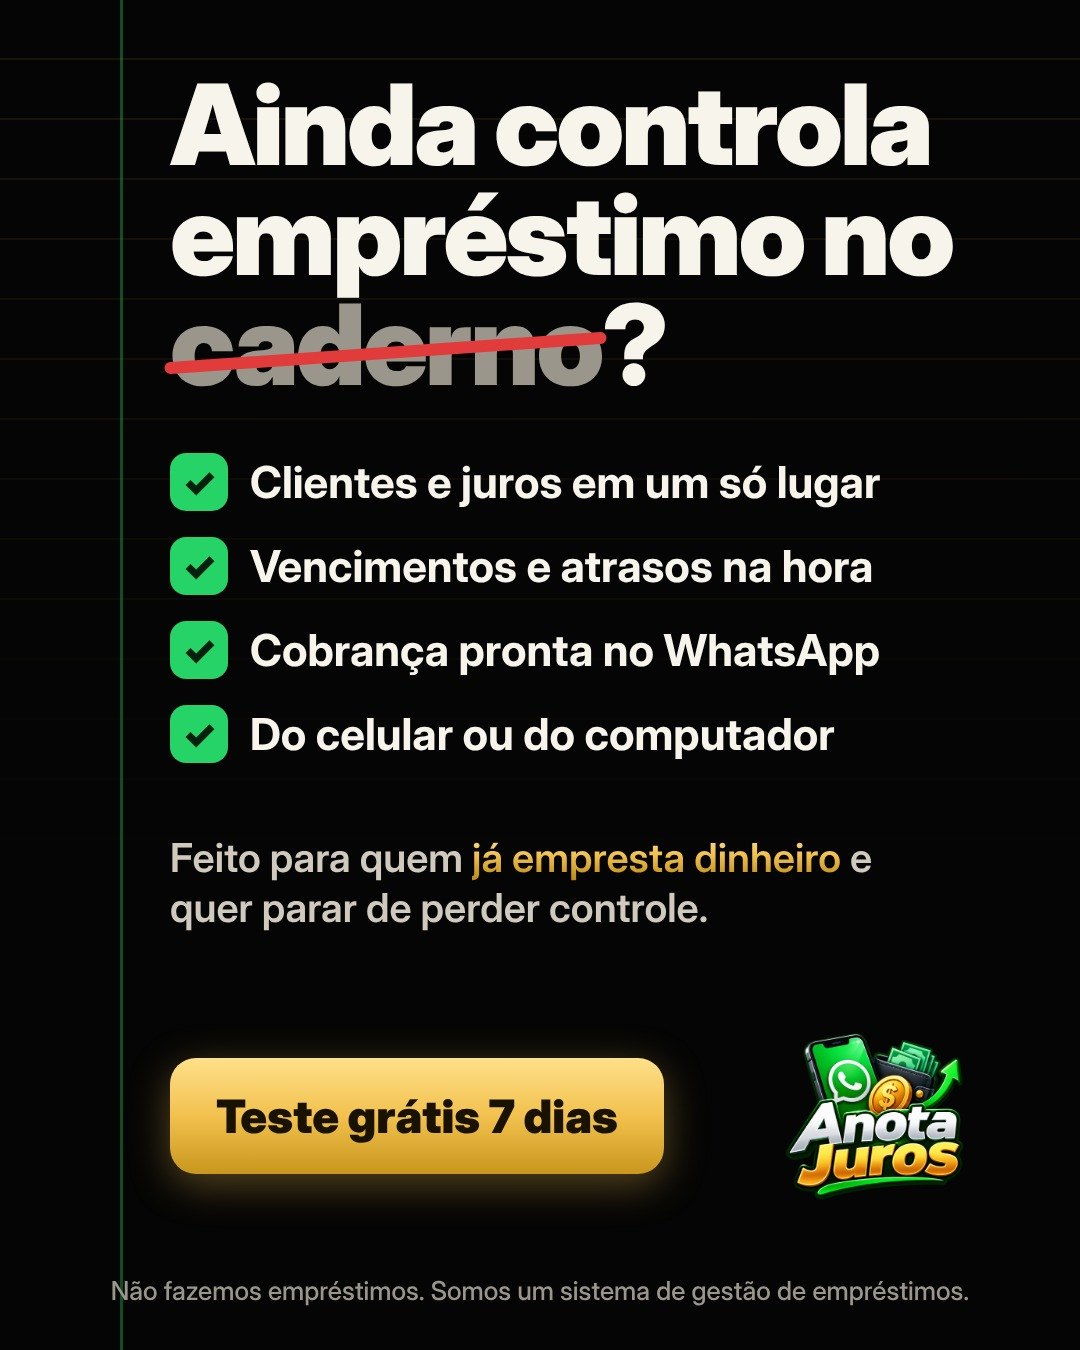 Ainda controla
empréstimo no
caderno?
Clientes e juros em um só lugar
Vencimentos e atrasos na hora
Cobrança pronta no WhatsApp
Do celular ou do computador
Feito para quem já empresta dinheiro e
quer parar de perder controle.
Teste grátis 7 dias
Anota
Juros
Não fazemos empréstimos. Somos um sistema de gestão de empréstimos.